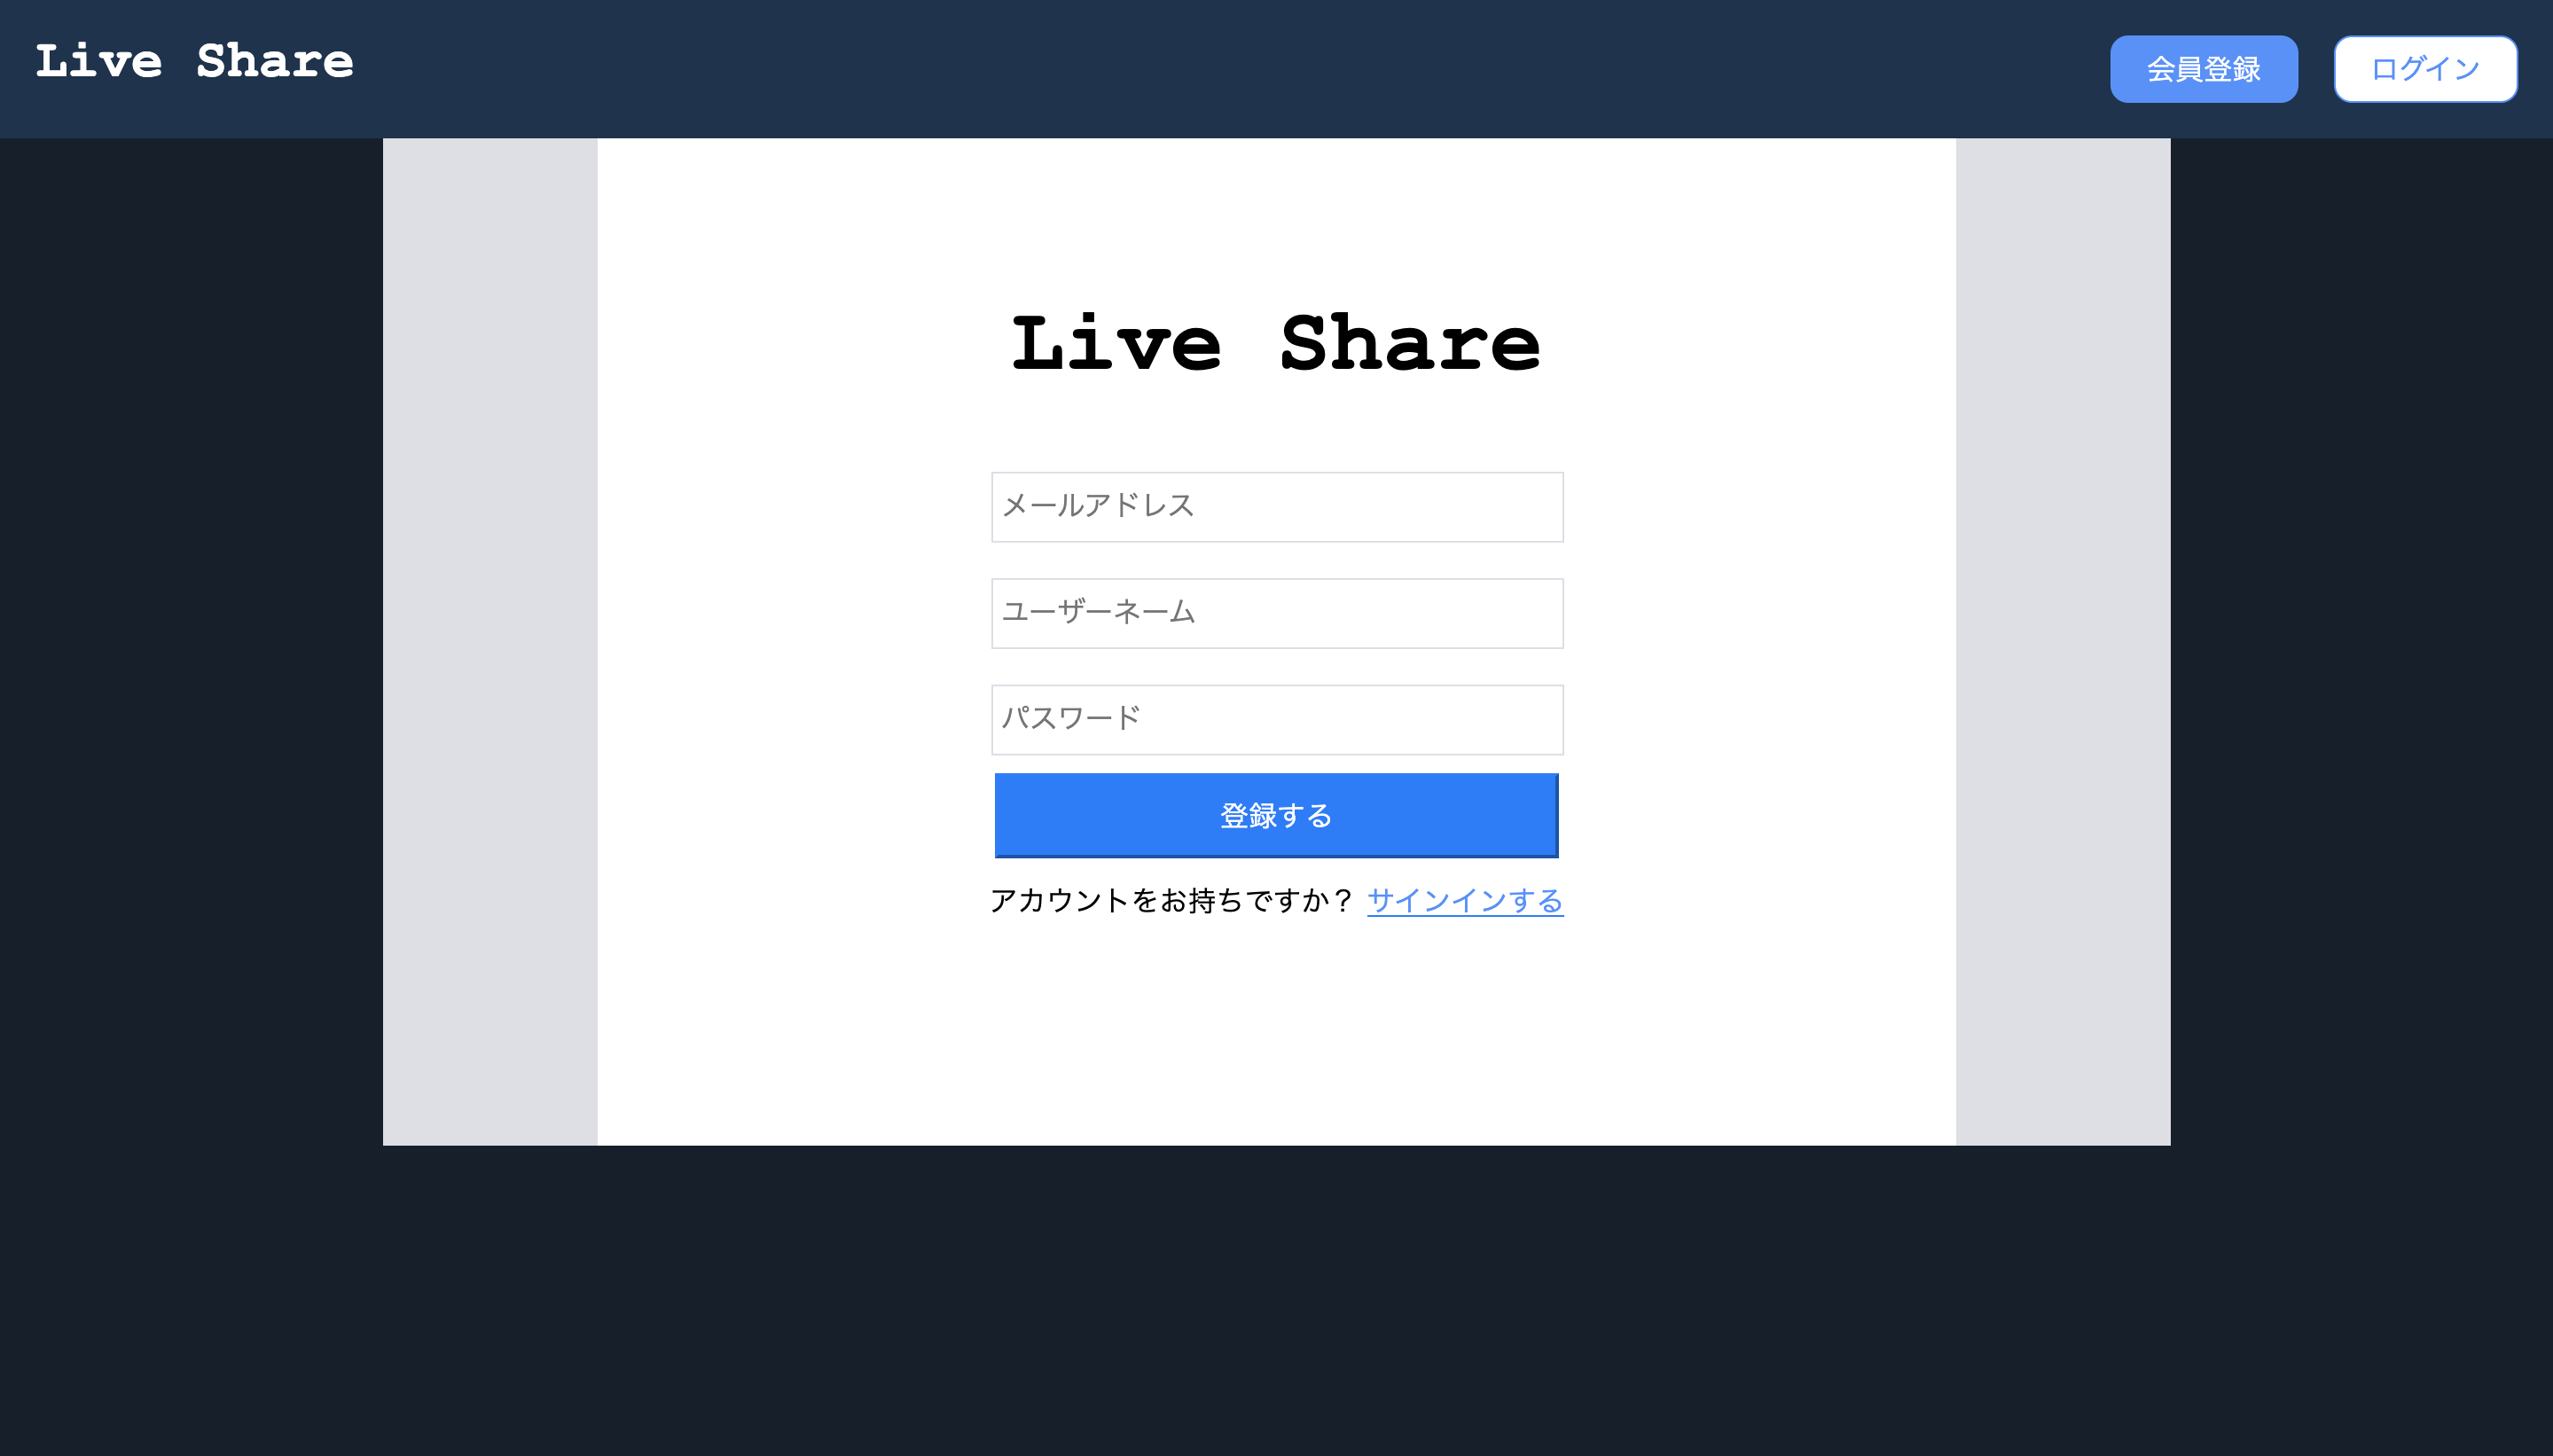 Live Share
会員登録
ログイン
Live Share
メールアドレス
ユーザーネーム
パスワード
登録する
アカウントをお持ちですか？ サインインする